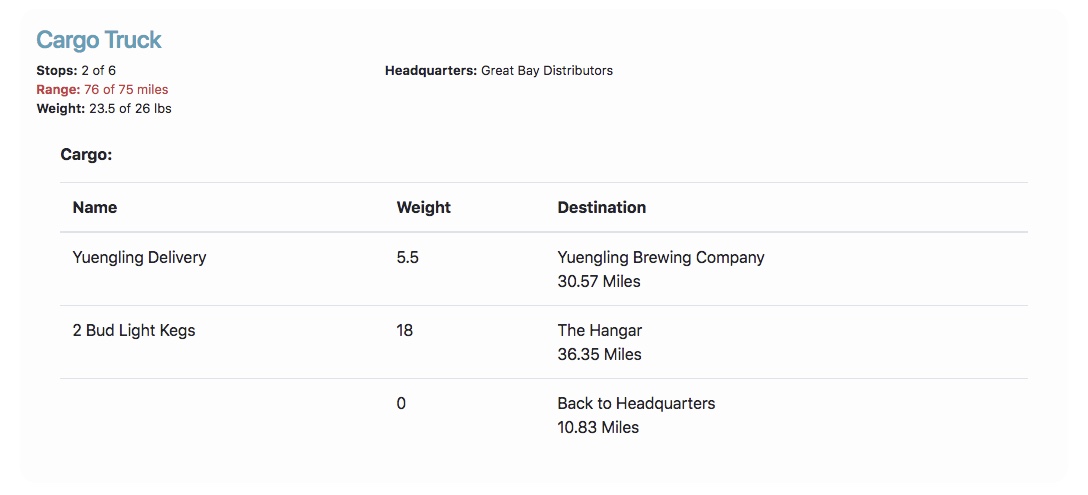 Cargo Truck
Stops: 2 of 6
Headquarters: Great Bay Distributors
Range: 76 of 75 miles
Weight: 23.5 of 26 lbs
Cargo:
Name Weight Destination
Yuengling Delivery 5.5 Yuengling Brewing Company
30.57 Miles
2 Bud Light Kegs 18 The Hangar
36.35 Miles
0 Back to Headquarters
10.83 Miles